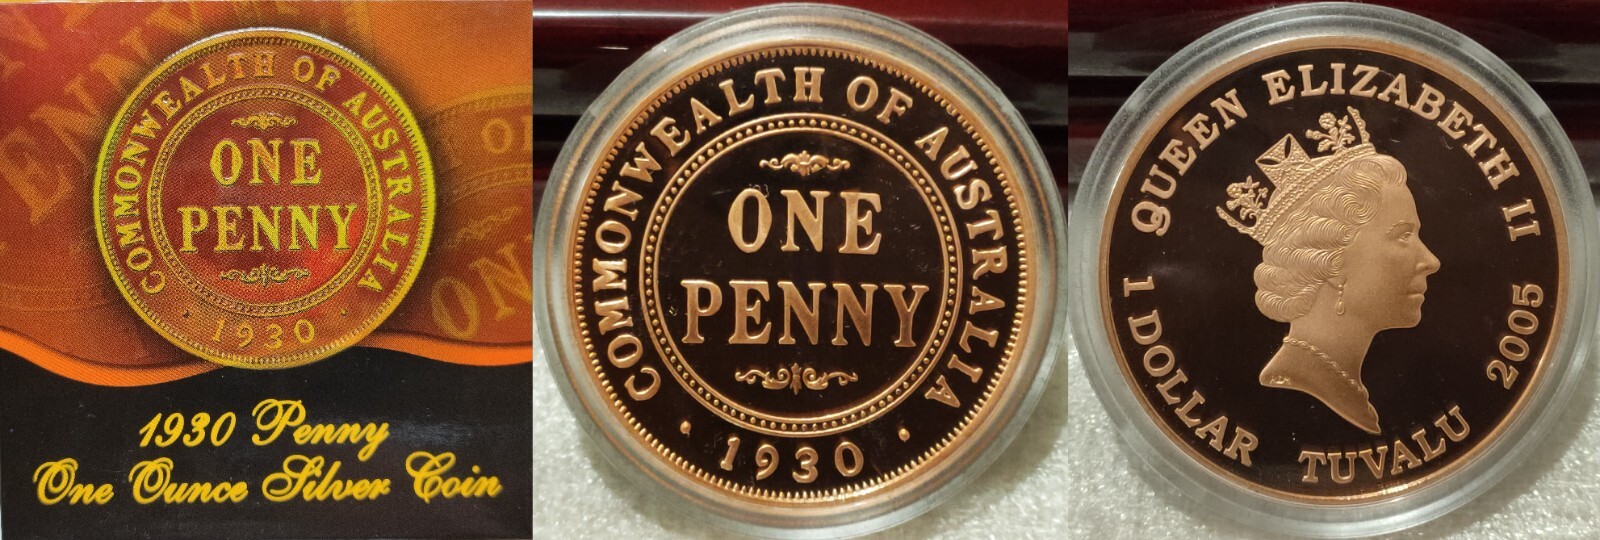 COMMONWEALTH OF AUSTRALIA
ONE
PENNY
· 1930 ·
1930 Penny
One Ounce Silver Coin
COMMONWEALTH OF AUSTRALIA
ONE
PENNY
· 1930 ·
QUEEN ELIZABETH II
1 DOLLAR TUVALU 2005